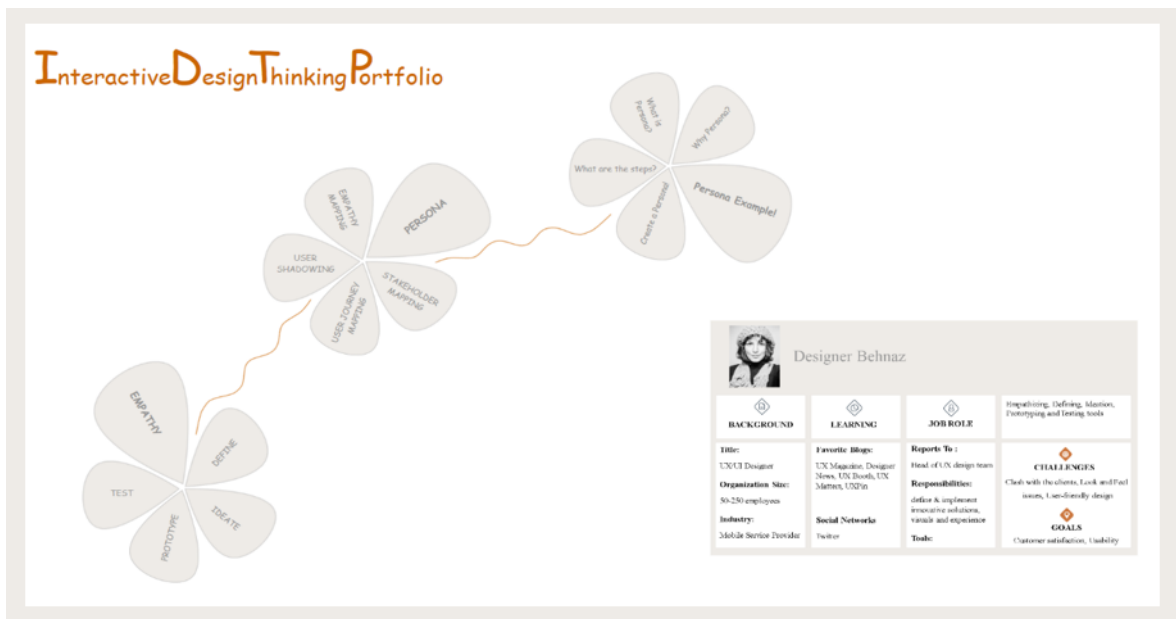 InteractiveDesignThinkingPortfolio
What is
Persona?
Why Persona?
What are the steps?
Persona Example!
Create a Persona!
EMPATHY
MAPPING
PERSONA
USER
SHADOWING
STAKEHOLDER
MAPPING
USER JOURNEY
MAPPING
EMPATHY
DEFINE
TEST
IDEATE
PROTOTYPE
Designer Behnaz
BACKGROUND
Title:
UX/UI Designer
Organization Size:
50-250 employees
Industry:
Mobile Service Provider
LEARNING
Favorite Blogs:
UX Magazine, Designer
News, UX Booth, UX
Matters, UXPin
Social Networks
Twitter
JOB ROLE
Reports To :
Head of UX design team
Responsibilities:
define & implement
innovative solutions,
visuals and experience
Tools:
Empathizing, Defining,
Prototyping and Testing tools
CHALLENGES
Clash with the clients, Look and Feel
issues, User-friendly design
GOALS
Customer satisfaction, Usability